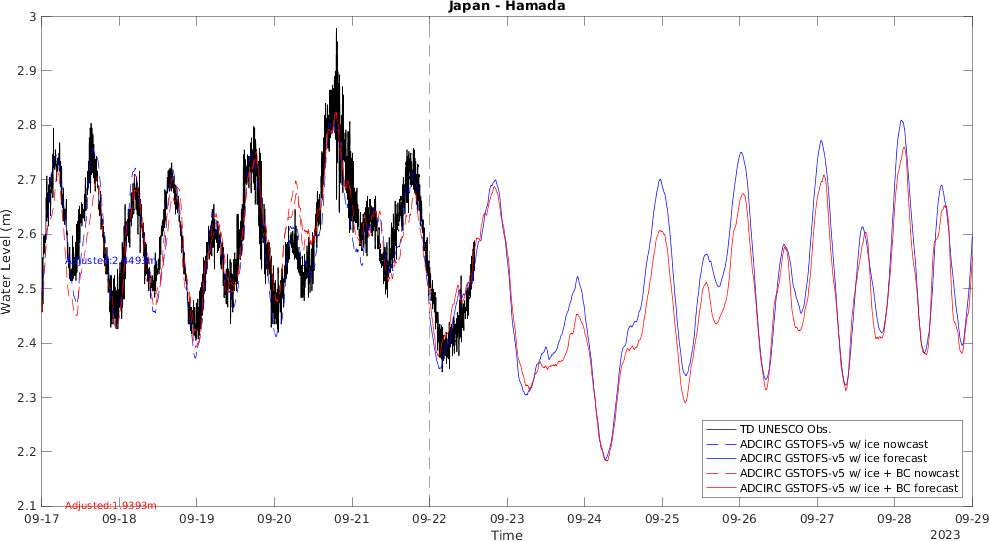 Japan - Hamada
3
2.9
2.8
2.7
2.6
2.5
2.4
2.3
2.2
2.1
Water Level (m)
Adjusted:2.4493m
Adjusted:1.9393m
TD UNESCO Obs.
ADCIRC GSTOFS-v5 w/ ice nowcast
ADCIRC GSTOFS-v5 w/ ice forecast
ADCIRC GSTOFS-v5 w/ ice + BC nowcast
ADCIRC GSTOFS-v5 w/ ice + BC forecast
09-17 09-18 09-19 09-20 09-21 09-22 09-23 09-24 09-25 09-26 09-27 09-28 09-29
Time
2023